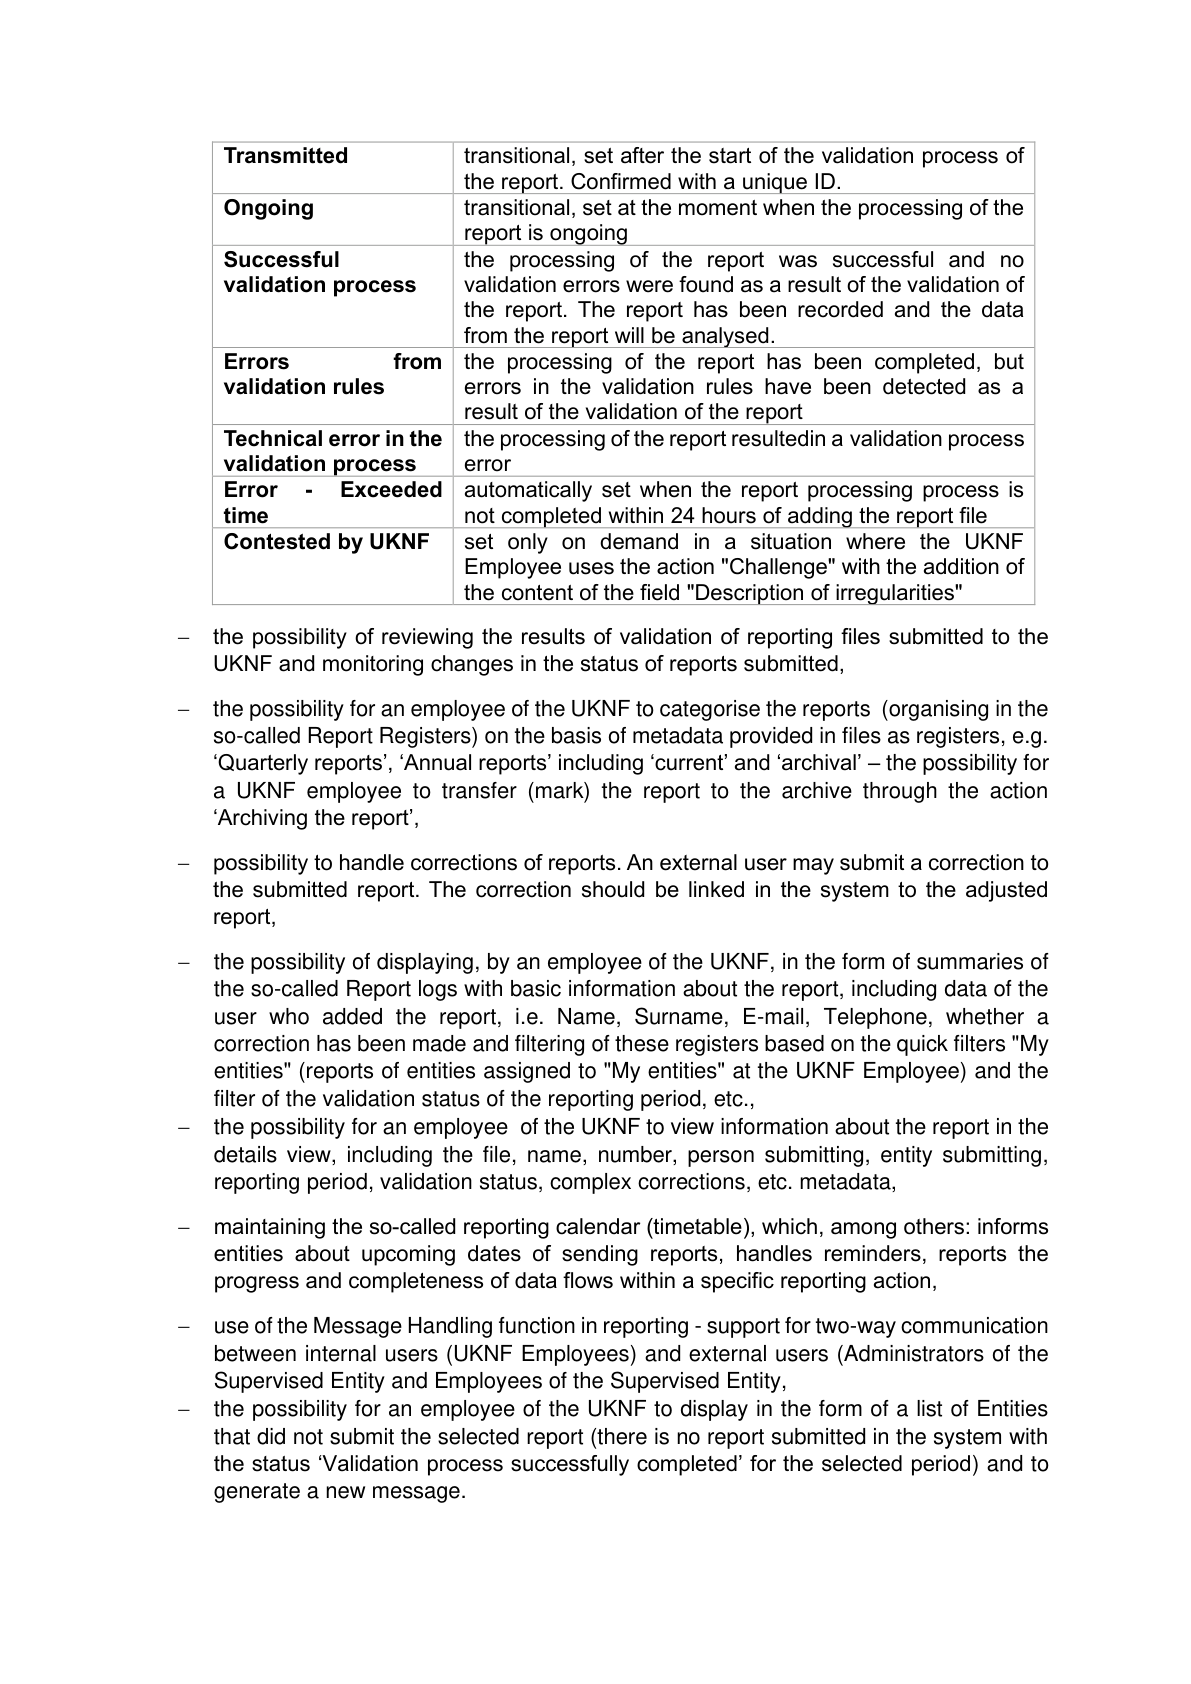 Transmitted
transitional, set after the start of the validation process of
the report. Confirmed with a unique ID.
Ongoing
transitional, set at the moment when the processing of the
report is ongoing
Successful
validation process
the processing of the report was successful and no
validation errors were found as a result of the validation of
the report. The report has been recorded and the data
from the report will be analysed.
Errors from
validation rules
the processing of the report has been completed, but
errors in the validation rules have been detected as a
result of the validation of the report
Technical error in the
validation process
the processing of the report resultedin a validation process
error
Error - Exceeded
time
automatically set when the report processing process is
not completed within 24 hours of adding the report file
Contested by UKNF
set only on demand in a situation where the UKNF
Employee uses the action "Challenge" with the addition of
the content of the field "Description of irregularities"
– the possibility of reviewing the results of validation of reporting files submitted to the
UKNF and monitoring changes in the status of reports submitted,
– the possibility for an employee of the UKNF to categorise the reports (organising in the
so-called Report Registers) on the basis of metadata provided in files as registers, e.g.
‘Quarterly reports’, ‘Annual reports’ including ‘current’ and ‘archival’ – the possibility for
a UKNF employee to transfer (mark) the report to the archive through the action
‘Archiving the report’,
– possibility to handle corrections of reports. An external user may submit a correction to
the submitted report. The correction should be linked in the system to the adjusted
report,
– the possibility of displaying, by an employee of the UKNF, in the form of summaries of
the so-called Report logs with basic information about the report, including data of the
user who added the report, i.e. Name, Surname, E-mail, Telephone, whether a
correction has been made and filtering of these registers based on the quick filters "My
entities" (reports of entities assigned to "My entities" at the UKNF Employee) and the
filter of the validation status of the reporting period, etc.,
– the possibility for an employee of the UKNF to view information about the report in the
details view, including the file, name, number, person submitting, entity submitting,
reporting period, validation status, complex corrections, etc. metadata,
– maintaining the so-called reporting calendar (timetable), which, among others: informs
entities about upcoming dates of sending reports, handles reminders, reports the
progress and completeness of data flows within a specific reporting action,
– use of the Message Handling function in reporting - support for two-way communication
between internal users (UKNF Employees) and external users (Administrators of the
Supervised Entity and Employees of the Supervised Entity,
– the possibility for an employee of the UKNF to display in the form of a list of Entities
that did not submit the selected report (there is no report submitted in the system with
the status ‘Validation process successfully completed’ for the selected period) and to
generate a new message.